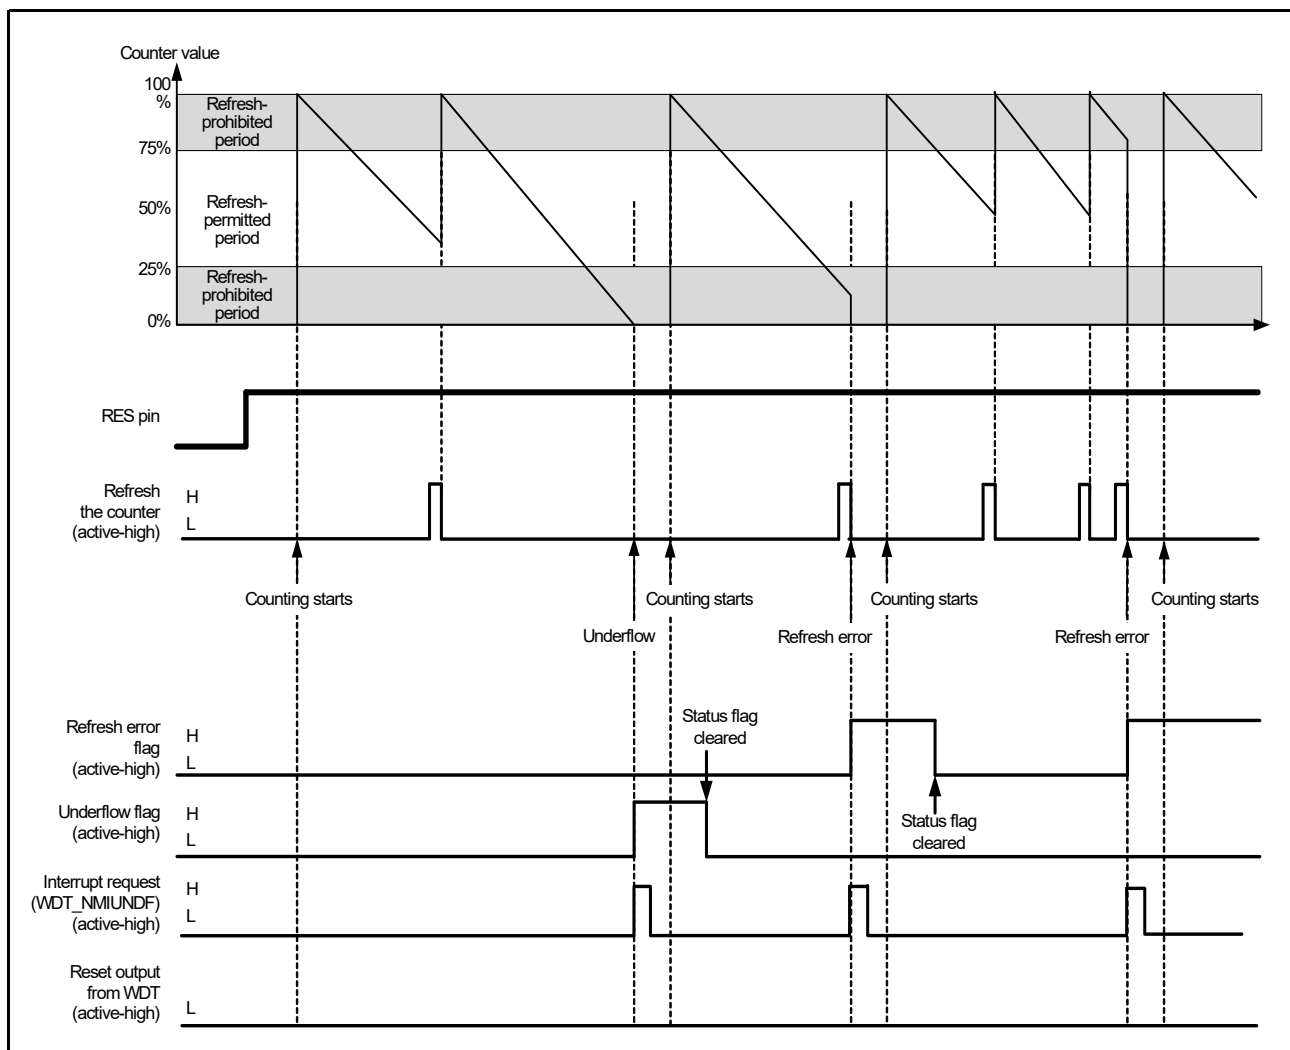 Counter value
100
%
Refresh-
prohibited
period
75%
Refresh-
permitted
period
50%
25%
Refresh-
prohibited
period
0%
RES pin
Refresh
the counter
(active-high)
H
L
Counting starts
Counting starts
Counting starts
Counting starts
Underflow
Refresh error
Refresh error
Refresh error
flag
(active-high)
H
L
Status flag
cleared
Underflow flag
(active-high)
H
L
Status flag
cleared
Interrupt request
(WDT_NMIUNDF)
(active-high)
H
L
Reset output
from WDT
(active-high)
L